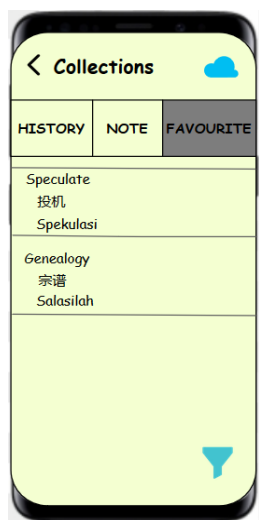 Collections
HISTORY NOTE FAVOURITE
Speculate
投机
Spekulasi
Genealogy
宗谱
Salasilah